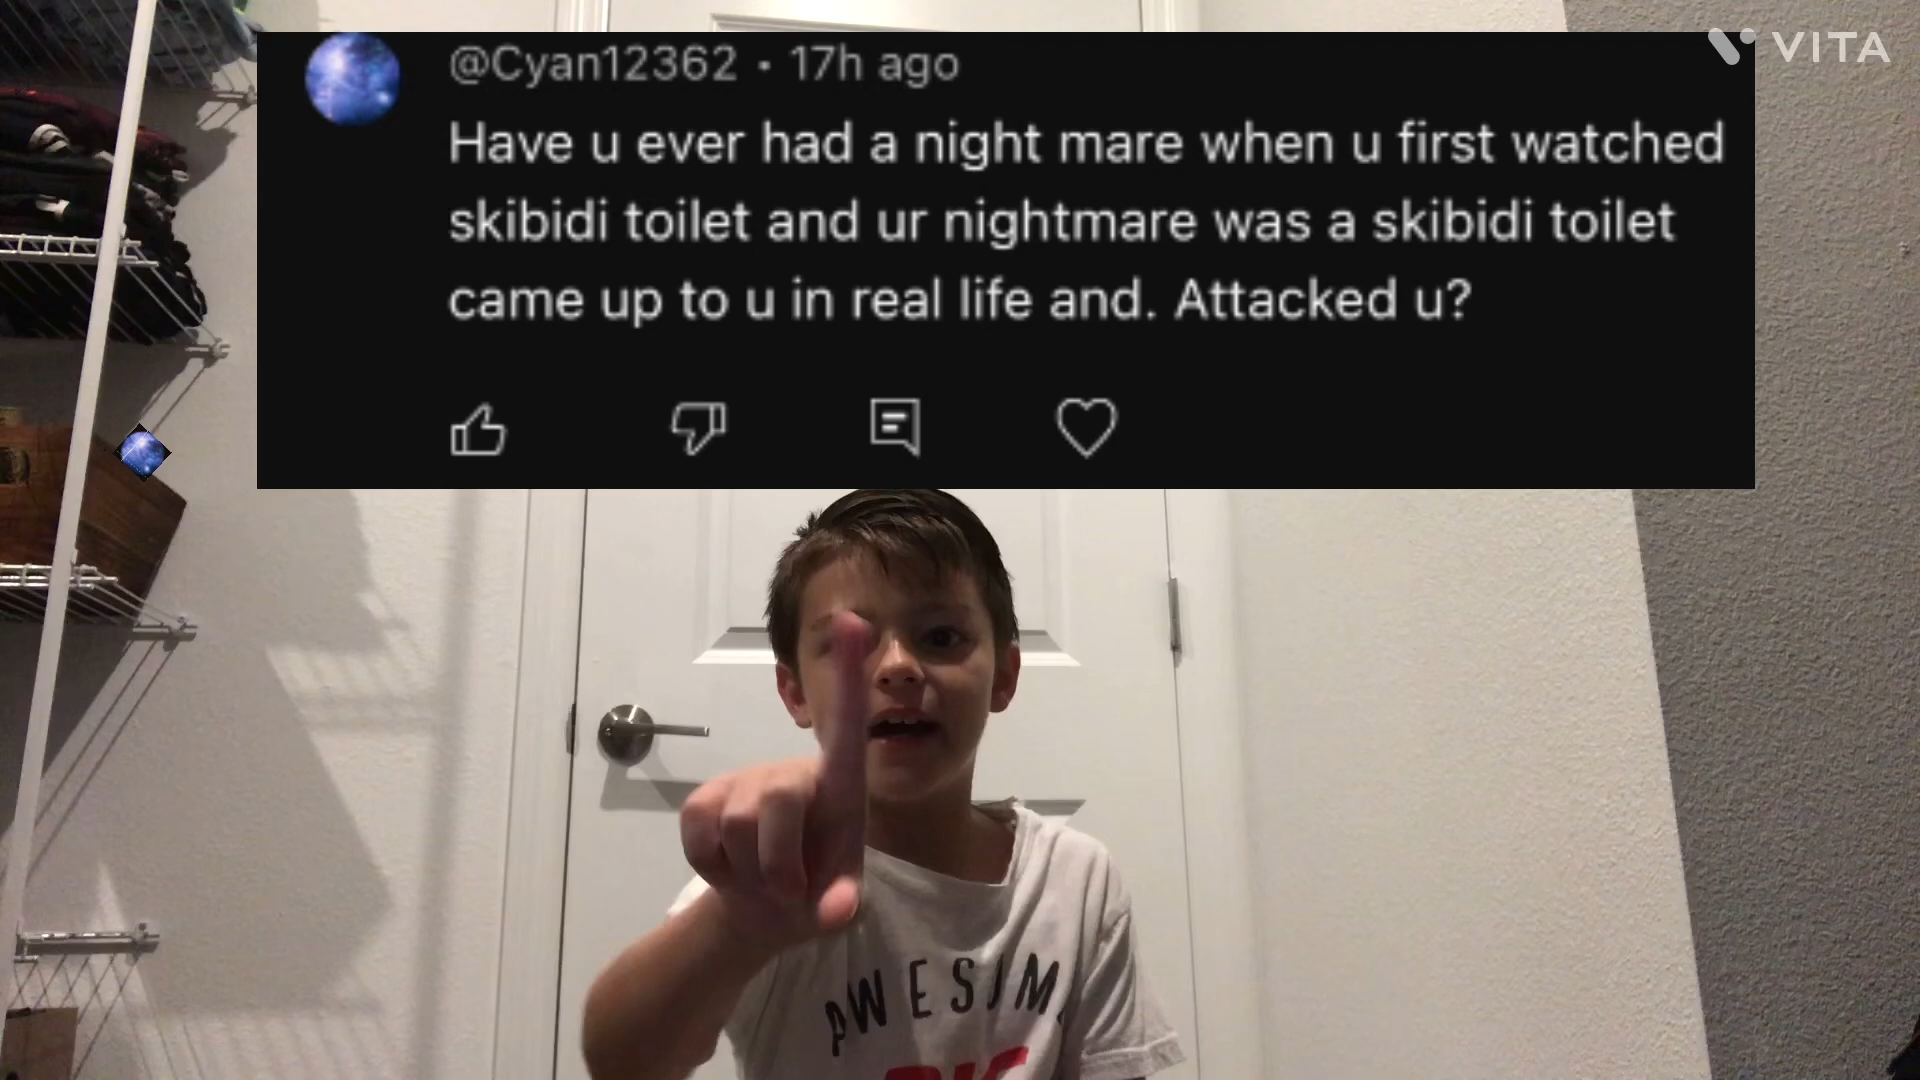 @Cyan12362 • 17h ago
VITA
Have u ever had a night mare when u first watched
skibidi toilet and ur nightmare was a skibidi toilet
came up to u in real life and. Attacked u?
AWESOM